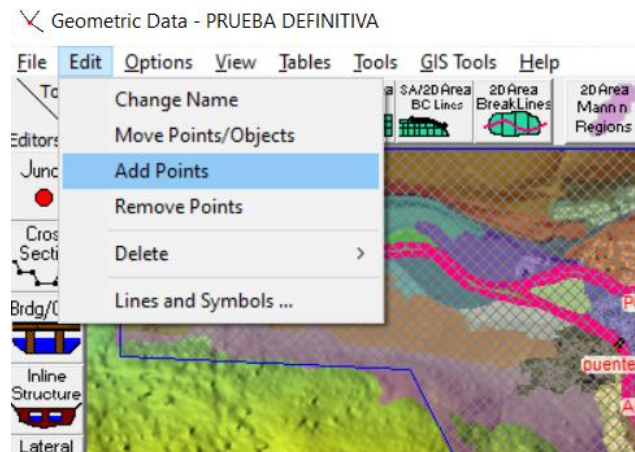 Geometric Data - PRUEBA DEFINITIVA
File Edit Options View Tables Tools GIS Tools Help
Change Name
Move Points/Objects
Add Points
Remove Points
Delete
Lines and Symbols ...
SA/2D Area
BC Lines
2D Area
BreakLines
2D Area
Mann n
Regions
Editors
Junc
Cros
Secti
Brdg/C
Inline
Structure
Lateral
P
puente
A